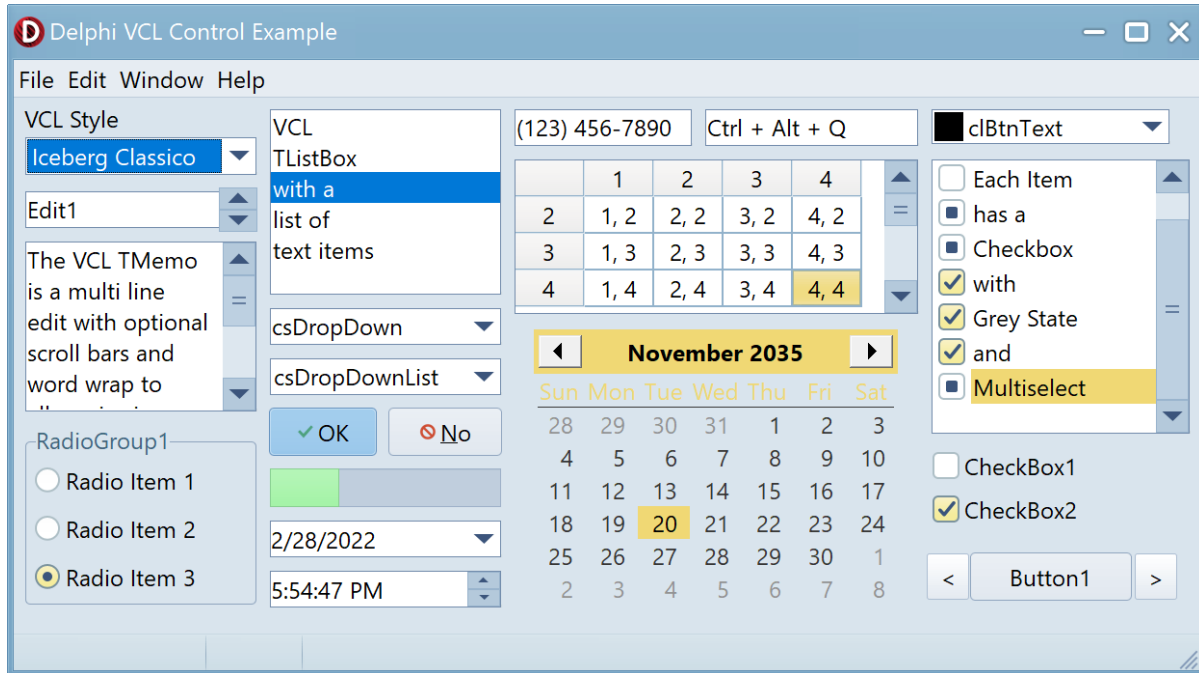 Delphi VCL Control Example
File Edit Window Help
VCL Style
Iceberg Classico
Edit1
The VCL TMemo
is a multi line
edit with optional
scroll bars and
word wrap to
RadioGroup1
Radio Item 1
Radio Item 2
Radio Item 3
VCL
TListBox
with a
list of
text items
csDropDown
csDropDownList
OK
No
2/28/2022
5:54:47 PM
(123) 456-7890
Ctrl + Alt + Q
1 2 3 4
2 1, 2 2, 2 3, 2 4, 2
3 1, 3 2, 3 3, 3 4, 3
4 1, 4 2, 4 3, 4 4, 4
November 2035
Sun Mon Tue Wed Thu Fri Sat
28 29 30 31 1 2 3
4 5 6 7 8 9 10
11 12 13 14 15 16 17
18 19 20 21 22 23 24
25 26 27 28 29 30 1
2 3 4 5 6 7 8
clBtnText
Each Item
has a
Checkbox
with
Grey State
and
Multiselect
CheckBox1
CheckBox2
< Button1 >